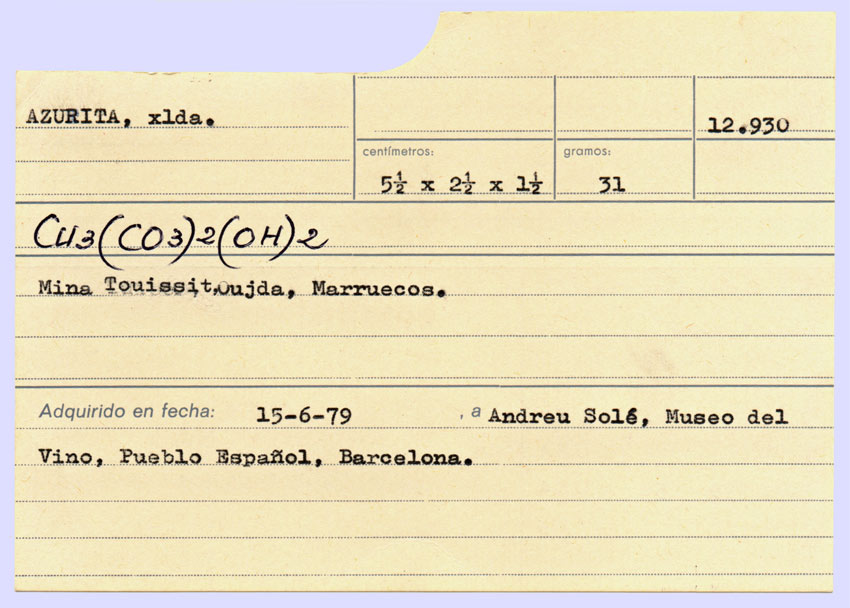 AZURITA, xlda.
12.930
centímetros:
gramos:
5½ x 2½ x 1½
31
Cu3(CO3)2(OH)2
Mina Touissit, Oujda, Marruecos.
Adquirido en fecha: 15-6-79 , a Andreu Solé, Museo del
Vino, Pueblo Español, Barcelona.